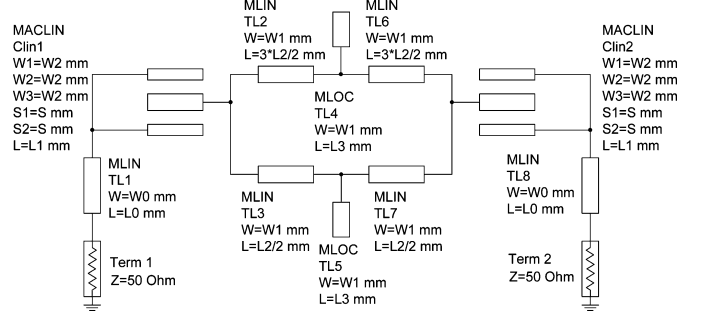 MACLIN
Clin1
W1=W2 mm
W2=W2 mm
W3=W2 mm
S1=S mm
S2=S mm
L=L1 mm
MLIN
TL2
W=W1 mm
L=3*L2/2 mm
MLIN
TL6
W=W1 mm
L=3*L2/2 mm
MACLIN
Clin2
W1=W2 mm
W2=W2 mm
W3=W2 mm
S1=S mm
S2=S mm
L=L1 mm
MLOC
TL4
W=W1 mm
L=L3 mm
MLIN
TL1
W=W0 mm
L=L0 mm
MLIN
TL3
W=W1 mm
L=L2/2 mm
MLIN
TL7
W=W1 mm
L=L2/2 mm
MLIN
TL8
W=W0 mm
L=L0 mm
MLOC
TL5
W=W1 mm
L=L3 mm
Term 1
Z=50 Ohm
Term 2
Z=50 Ohm